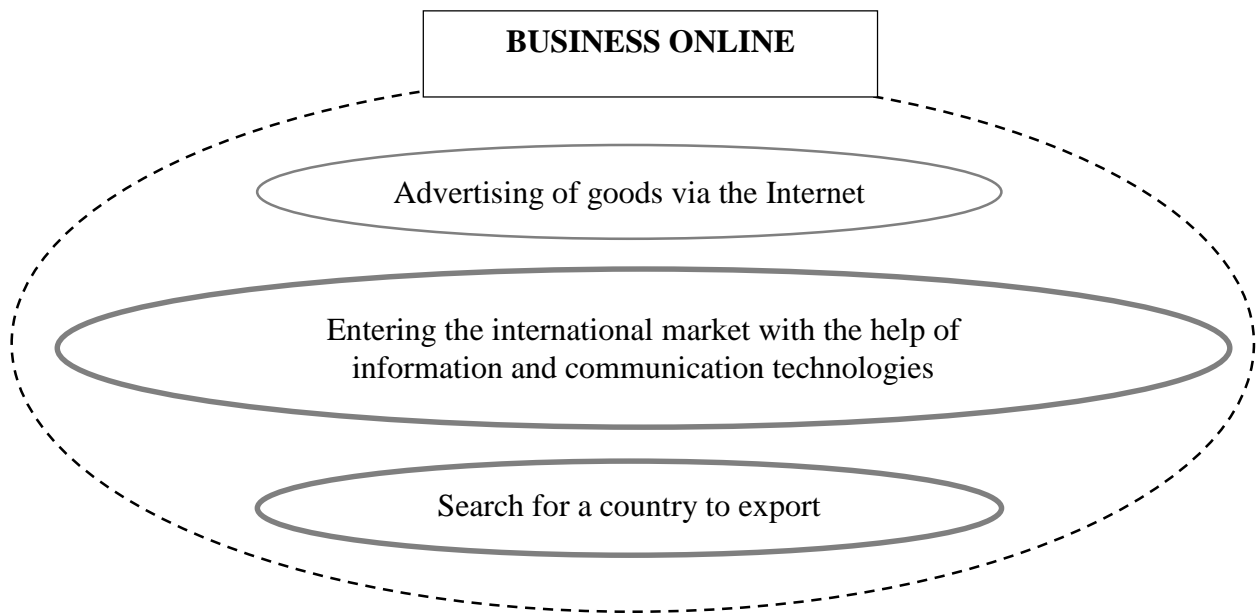 BUSINESS ONLINE
Advertising of goods via the Internet
Entering the international market with the help of
information and communication technologies
Search for a country to export